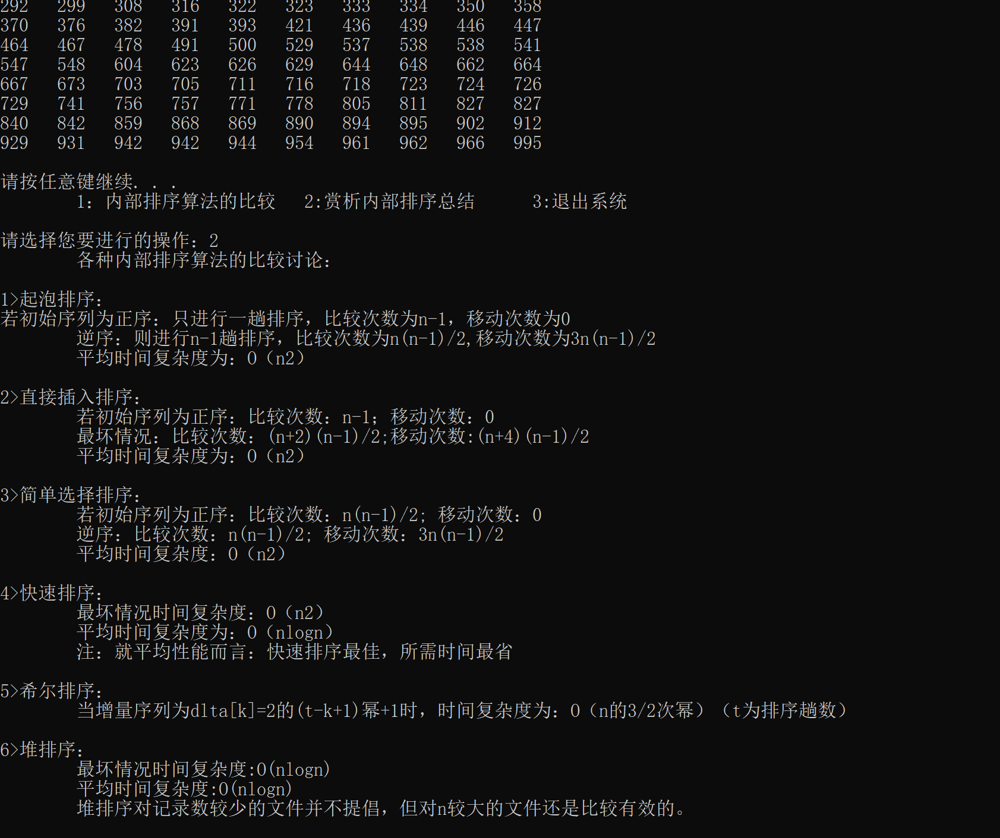 292 299 308 316 322 323 333 334 350 358
370 376 382 391 393 421 436 439 446 447
464 467 478 491 500 529 537 538 538 541
547 548 604 623 626 629 644 648 662 664
667 673 703 705 711 716 718 723 724 726
729 741 756 757 771 778 805 811 827 827
840 842 859 868 869 890 894 895 902 912
929 931 942 942 944 954 961 962 966 995
请按任意键继续. . .
1：内部排序算法的比较 2:赏析内部排序总结 3:退出系统
请选择您要进行的操作：2
各种内部排序算法的比较讨论：
1>起泡排序：
若初始序列为正序：只进行一趟排序，比较次数为n-1，移动次数为0
逆序：则进行n-1趟排序，比较次数为n(n-1)/2,移动次数为3n(n-1)/2
平均时间复杂度为：O（n2）
2>直接插入排序：
若初始序列为正序：比较次数：n-1；移动次数：0
最坏情况：比较次数：(n+2)(n-1)/2;移动次数:(n+4)(n-1)/2
平均时间复杂度为：O（n2）
3>简单选择排序：
若初始序列为正序：比较次数：n(n-1)/2; 移动次数：0
逆序：比较次数：n(n-1)/2; 移动次数：3n(n-1)/2
平均时间复杂度：O（n2）
4>快速排序：
最坏情况时间复杂度：O（n2）
平均时间复杂度为：O（nlogn）
注：就平均性能而言：快速排序最佳，所需时间最省
5>希尔排序：
当增量序列为dlta[k]=2的(t-k+1)幂+1时，时间复杂度为：O（n的3/2次幂）（t为排序趟数）
6>堆排序：
最坏情况时间复杂度:O(nlogn)
平均时间复杂度:O(nlogn)
堆排序对记录数较少的文件并不提倡，但对n较大的文件还是比较有效的。